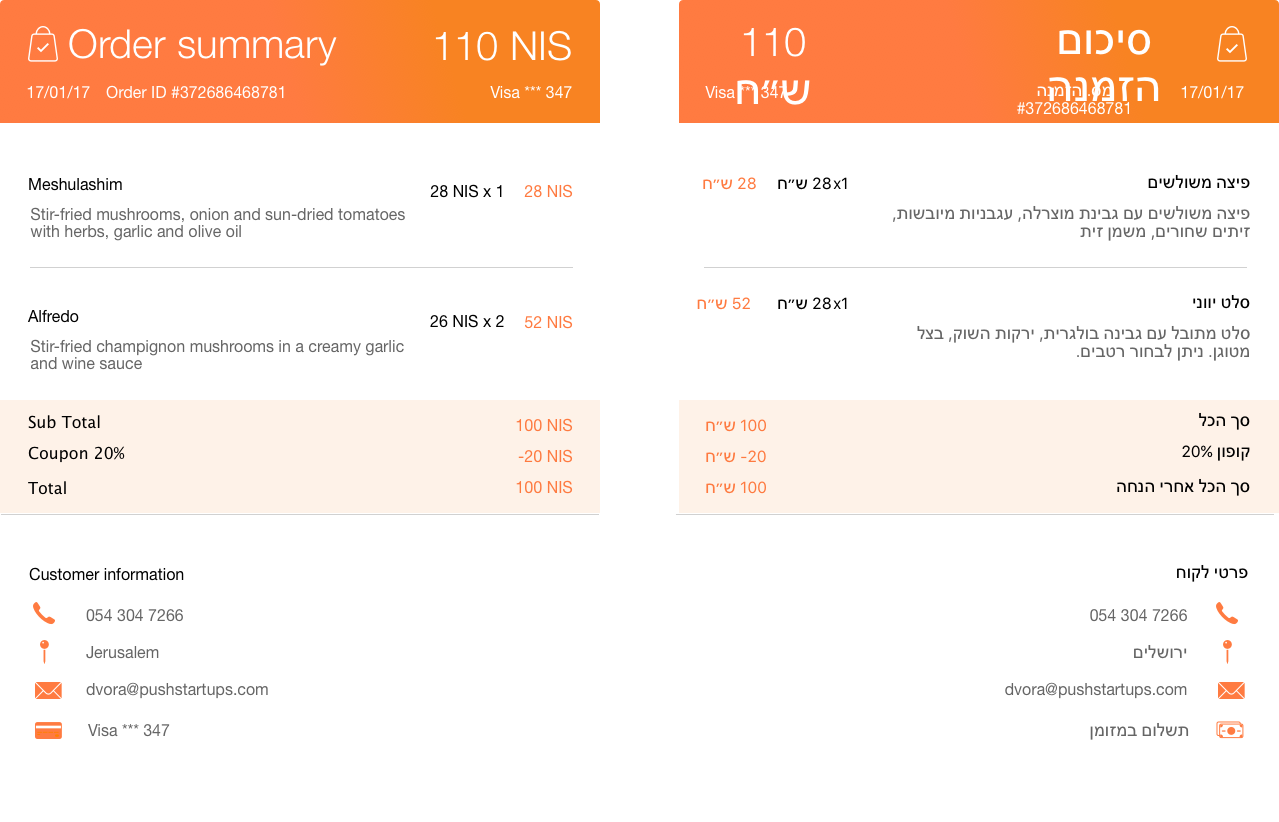 Order summary 110 NIS
17/01/17 Order ID #372686468781 Visa *** 347
Meshulashim 28 NIS x 1 28 NIS
Stir-fried mushrooms, onion and sun-dried tomatoes
with herbs, garlic and olive oil
Alfredo 26 NIS x 2 52 NIS
Stir-fried champignon mushrooms in a creamy garlic
and wine sauce
Sub Total 100 NIS
Coupon 20% -20 NIS
Total 100 NIS
Customer information
054 304 7266
Jerusalem
dvora@pushstartups.com
Visa *** 347
סיכום 110
הזמנה ש״ח
17/01/17 מס. הזמנה Visa *** 347
#372686468781
פיצה משולשים 28x1 ש״ח 28 ש״ח
פיצה משולשים עם גבינת מוצרלה, עגבניות מיובשות,
זיתים שחורים, משמן זית
סלט יווני 28x1 ש״ח 52 ש״ח
סלט מתובל עם גבינה בולגרית, ירקות השוק, בצל
מטוגן. ניתן לבחור רטבים.
סך הכל 100 ש״ח
קופון 20% -20 ש״ח
סך הכל אחרי הנחה 100 ש״ח
פרטי לקוח
054 304 7266
ירושלים
dvora@pushstartups.com
תשלום במזומן